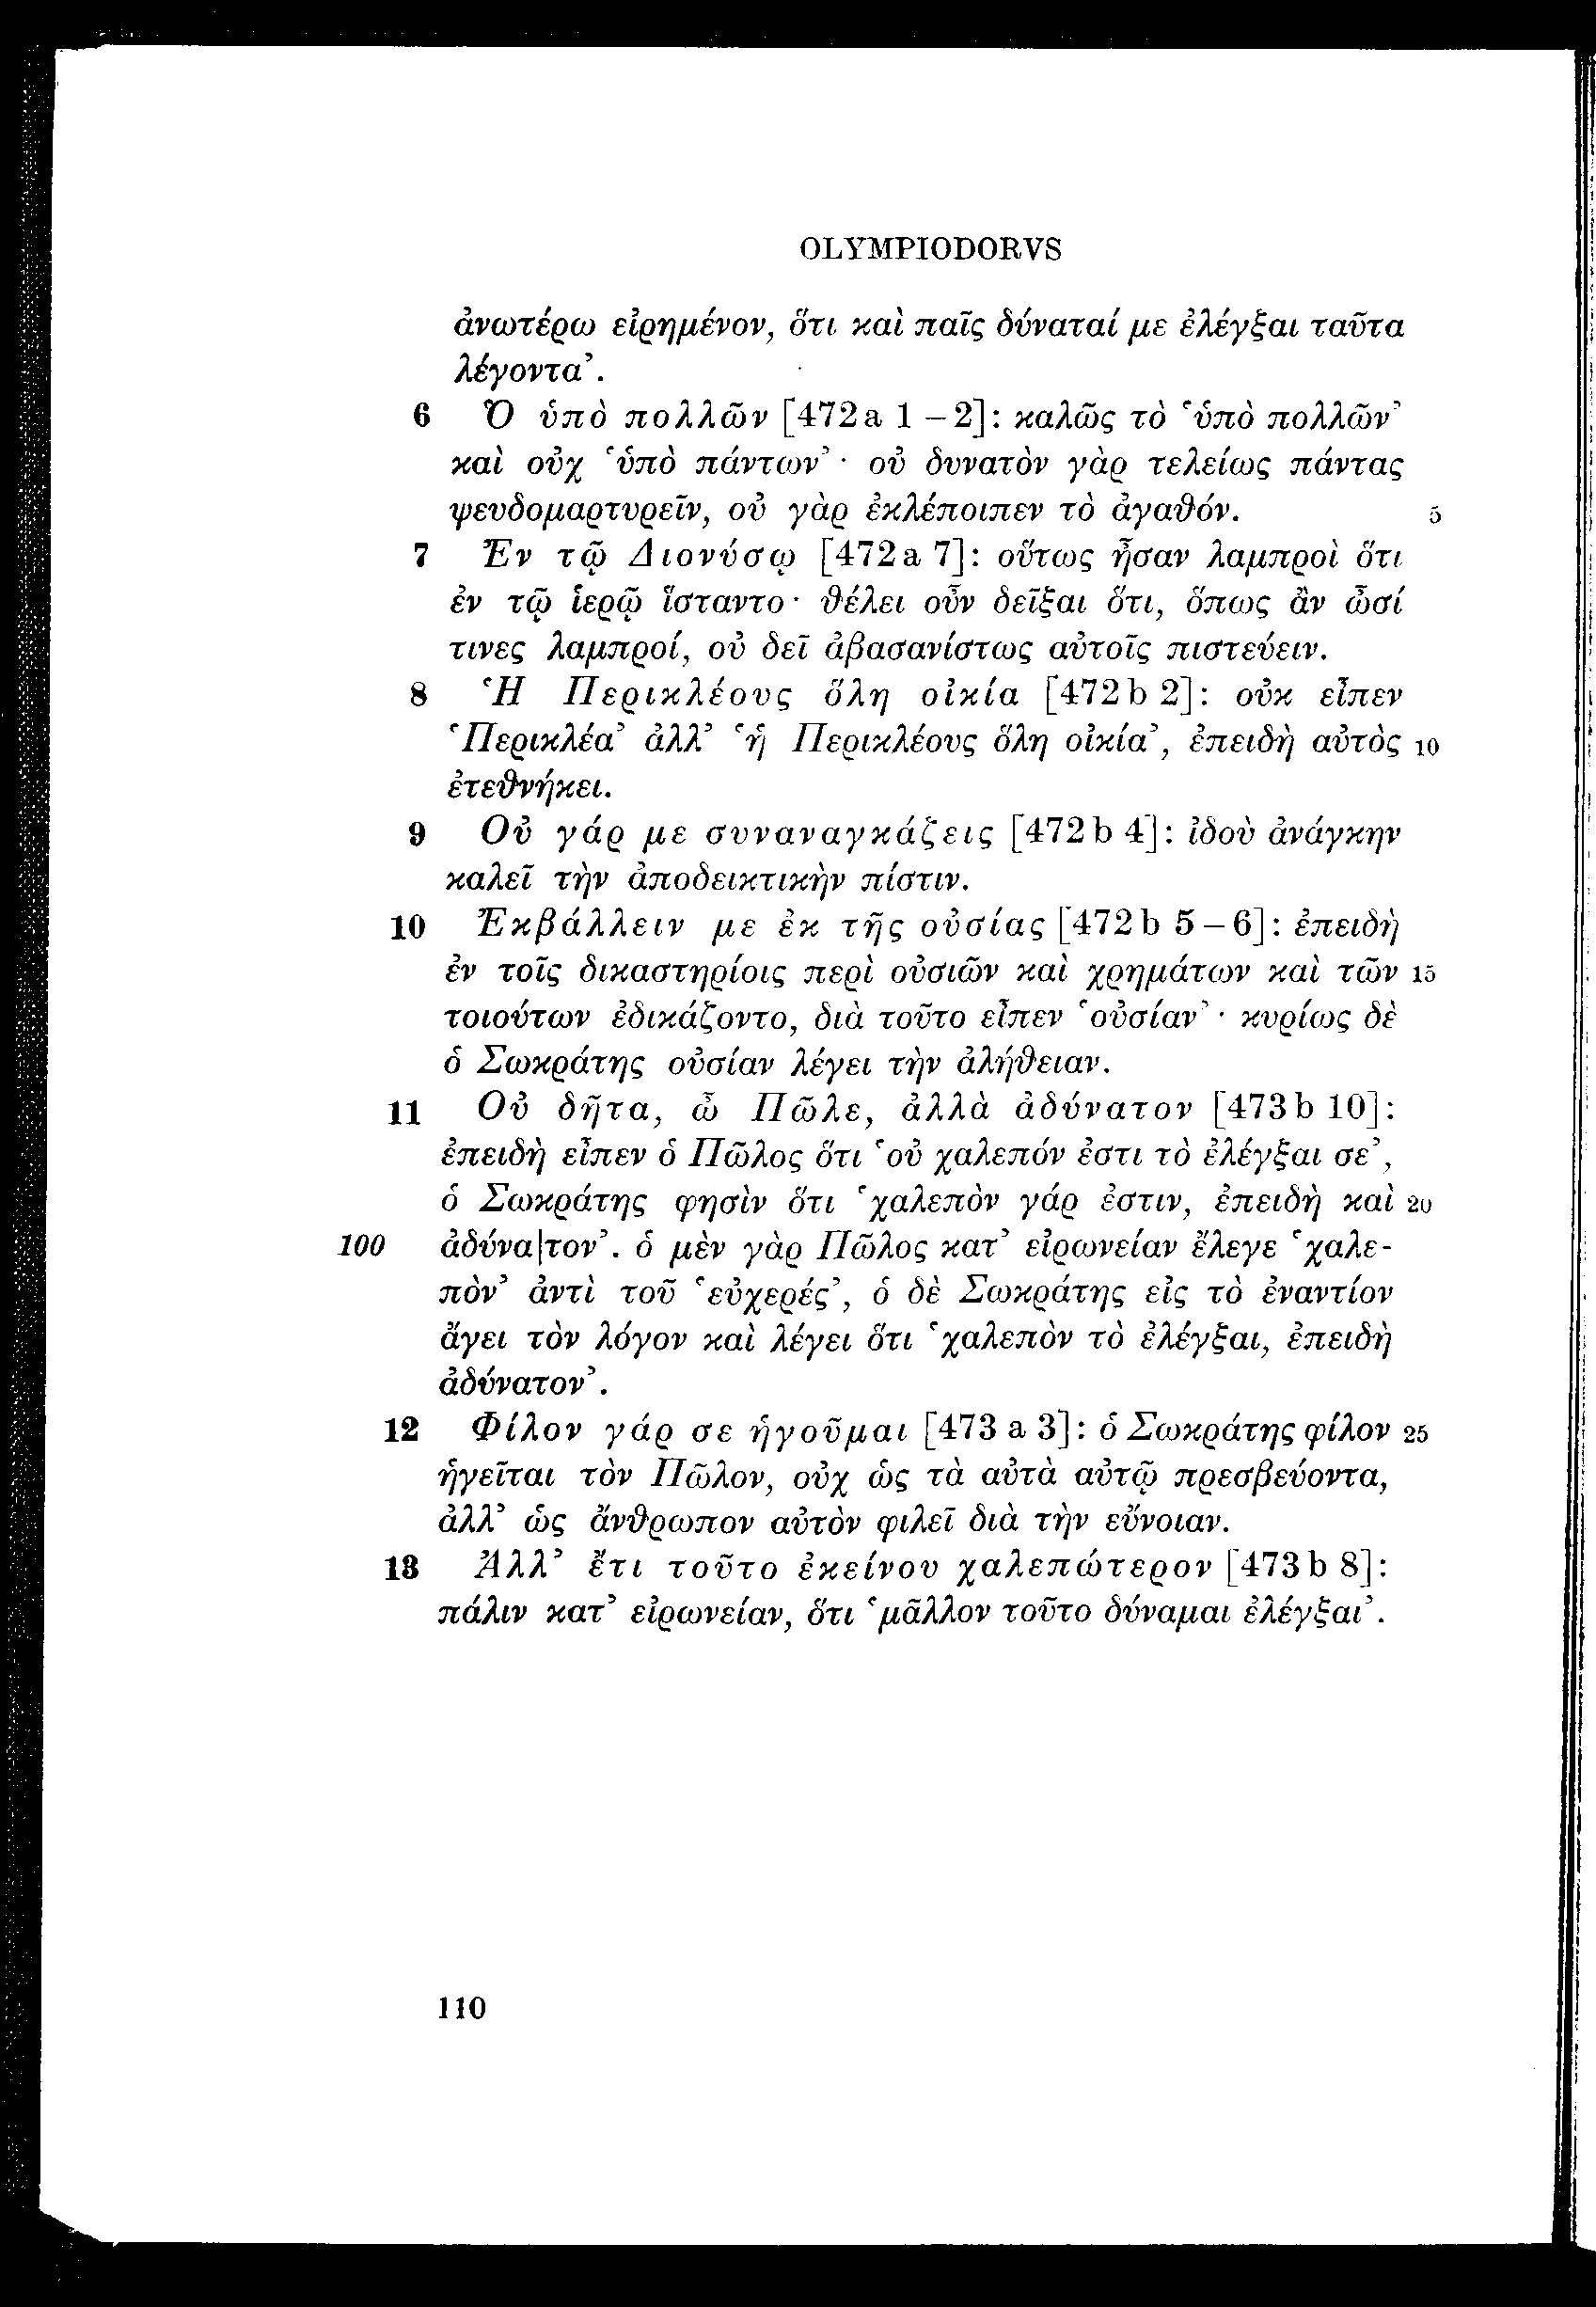 OLYMPIODORVS
ἀνωτέρω εἰρημένον, ὅτι καὶ παῖς δύναταί με ἐλέγξαι ταῦτα
λέγοντα’.
6 Ὁ ὑπὸ πολλῶν [472a 1 – 2]: καλῶς τὸ ‘ὑπὸ πολλῶν’
καὶ οὐχ ‘ὑπὸ πάντων’· οὐ δυνατὸν γὰρ τελείως πάντας
ψευδομαρτυρεῖν, οὐ γὰρ ἐκλέποιπεν τὸ ἀγαθόν. 5
7 Ἐν τῷ Διονύσῳ [472a 7]: οὕτως ἦσαν λαμπροὶ ὅτι
ἐν τῷ ἱερῷ ἵσταντο· θέλει οὖν δεῖξαι ὅτι, ὅπως ἂν ὦσί
τινες λαμπροί, οὐ δεῖ ἀβασανίστως αὐτοῖς πιστεύειν.
8 Ἡ Περικλέους ὅλη οἰκία [472b 2]: οὐκ εἶπεν
‘Περικλέα’ ἀλλ’ ‘ἡ Περικλέους ὅλη οἰκία’, ἐπειδὴ αὐτὸς 10
ἐτεθνήκει.
9 Οὐ γάρ με συναναγκάζεις [472b 4]: ἰδοὺ ἀνάγκην
καλεῖ τὴν ἀποδεικτικὴν πίστιν.
10 Ἐκβάλλειν με ἐκ τῆς οὐσίας [472b 5 – 6]: ἐπειδὴ
ἐν τοῖς δικαστηρίοις περὶ οὐσιῶν καὶ χρημάτων καὶ τῶν 15
τοιούτων ἐδικάζοντο, διὰ τοῦτο εἶπεν ‘οὐσίαν’· κυρίως δὲ
ὁ Σωκράτης οὐσίαν λέγει τὴν ἀλήθειαν.
11 Οὐ δῆτα, ὦ Πῶλε, ἀλλὰ ἀδύνατον [473b 10]:
ἐπειδὴ εἶπεν ὁ Πῶλος ὅτι ‘οὐ χαλεπόν ἐστι τὸ ἐλέγξαι σε’,
ὁ Σωκράτης φησὶν ὅτι ‘χαλεπὸν γάρ ἐστιν, ἐπειδὴ καὶ 20
100 ἀδύνα|τον’. ὁ μὲν γὰρ Πῶλος κατ’ εἰρωνείαν ἔλεγε ‘χαλε-
πὸν’ ἀντὶ τοῦ ‘εὐχερές’, ὁ δὲ Σωκράτης εἰς τὸ ἐναντίον
ἄγει τὸν λόγον καὶ λέγει ὅτι ‘χαλεπὸν τὸ ἐλέγξαι, ἐπειδὴ
ἀδύνατον’.
12 Φίλον γάρ σε ἡγοῦμαι [473 a 3]: ὁ Σωκράτης φίλον 25
ἡγεῖται τὸν Πῶλον, οὐχ ὡς τὰ αὐτὰ αὐτῷ πρεσβεύοντα,
ἀλλ’ ὡς ἄνθρωπον αὐτὸν φιλεῖ διὰ τὴν εὔνοιαν.
13 Ἀλλ’ ἔτι τοῦτο ἐκείνου χαλεπώτερον [473b 8]:
πάλιν κατ’ εἰρωνείαν, ὅτι ‘μᾶλλον τοῦτο δύναμαι ἐλέγξαι’.
110